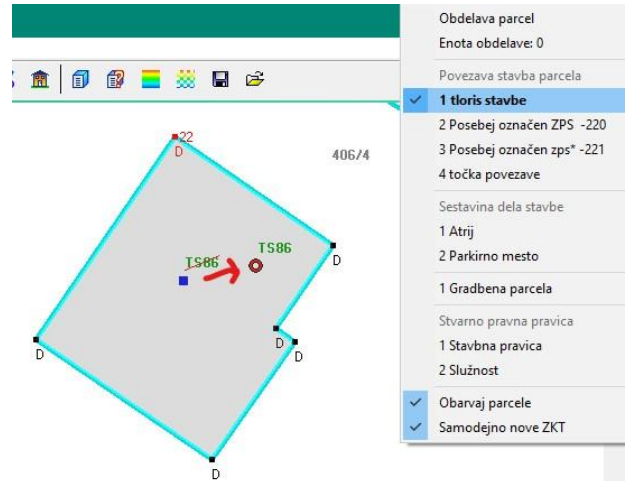 Obdelava parcel
Enota obdelave: 0
Povezava stavba parcela
1 tloris stavbe
2 Posebej označen ZPS -220
3 Posebej označen zps* -221
4 točka povezave
Sestavina dela stavbe
1 Atrij
2 Parkirno mesto
1 Gradbena parcela
Stvarno pravna pravica
1 Stavbna pravica
2 Služnost
Obarvaj parcele
Samodejno nove ZKT
22
D
406/4
TS86
TS86
D
D
D
D
D